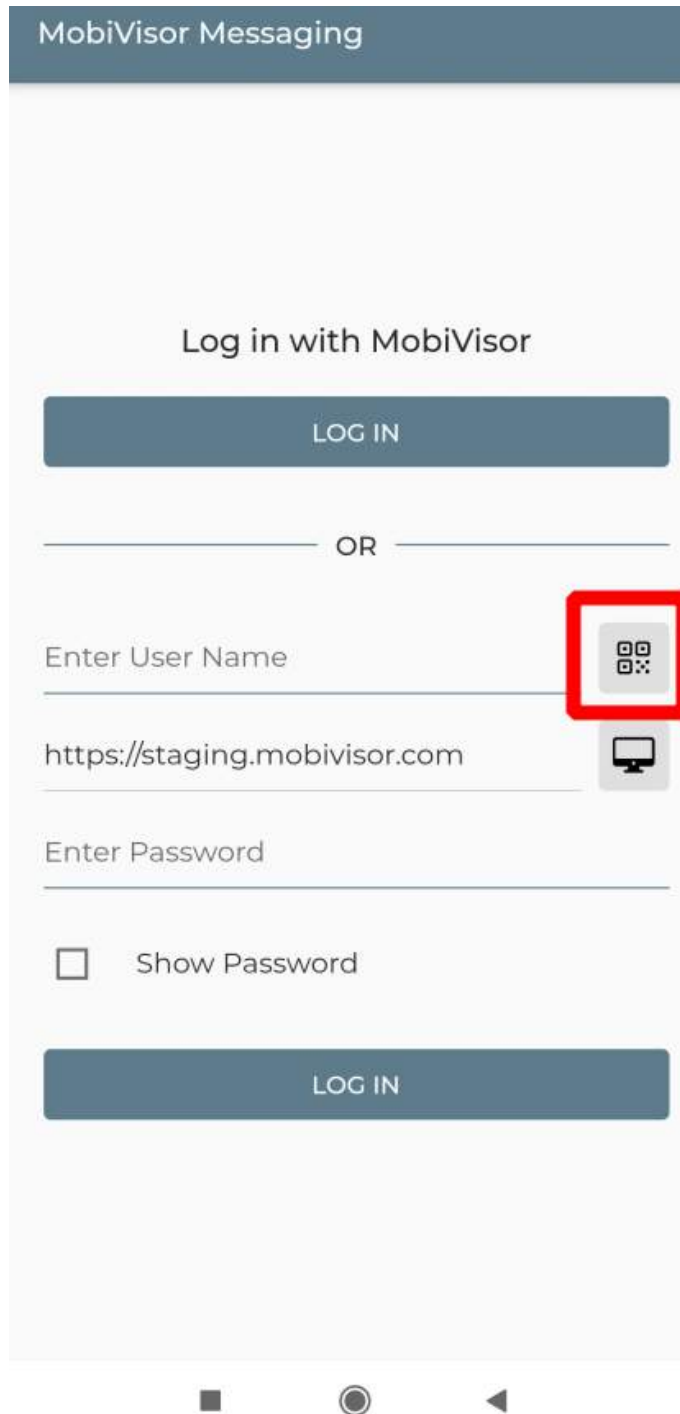 MobiVisor Messaging
Log in with MobiVisor
LOG IN
OR
Enter User Name
https://staging.mobivisor.com
Enter Password
Show Password
LOG IN